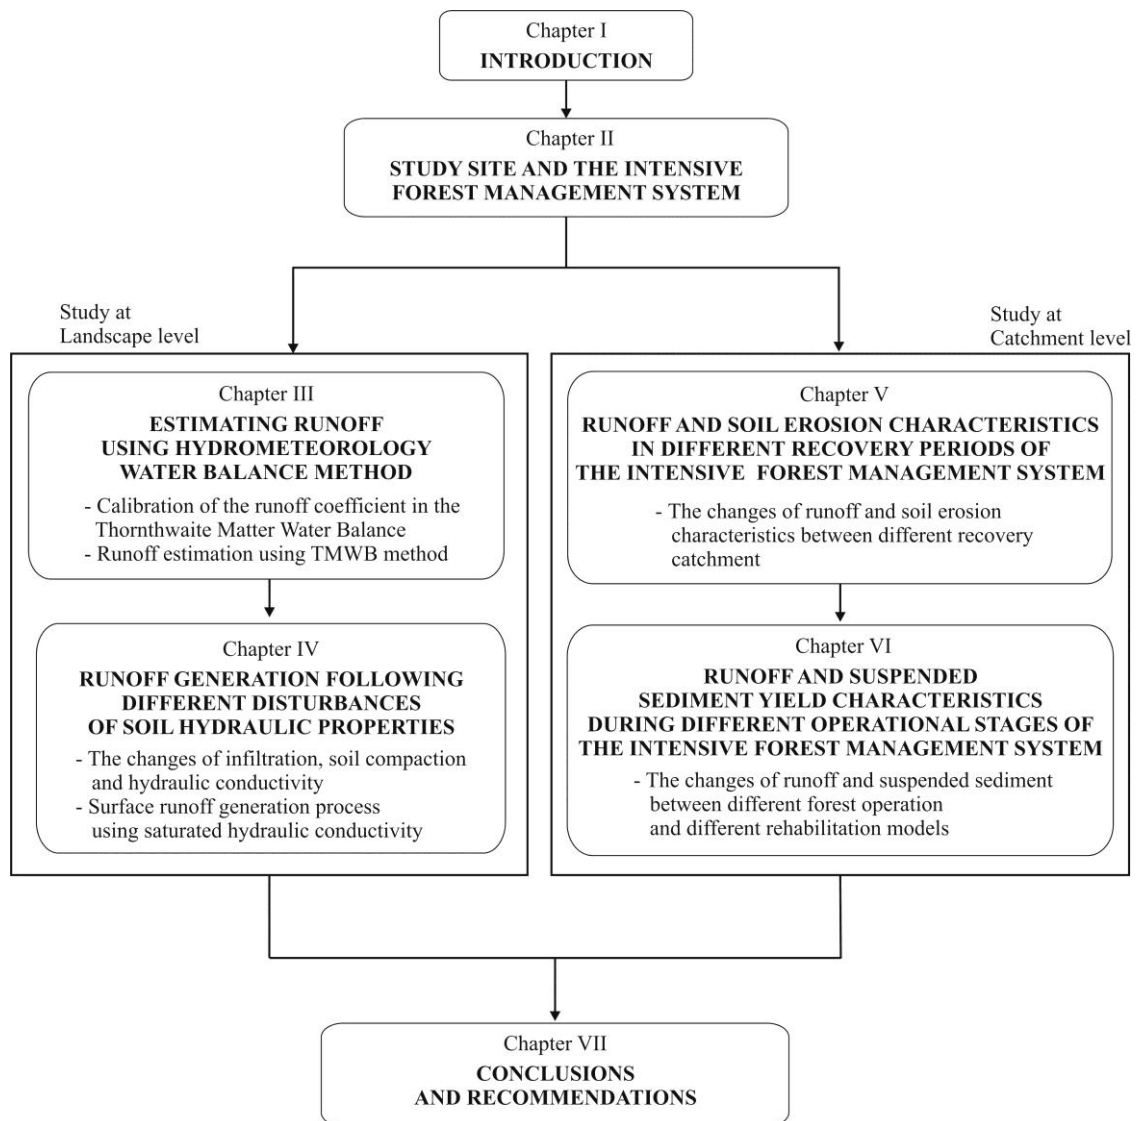 Chapter I
INTRODUCTION
Chapter II
STUDY SITE AND THE INTENSIVE
FOREST MANAGEMENT SYSTEM
Study at
Landscape level
Chapter III
ESTIMATING RUNOFF
USING HYDROMETEOROLOGY
WATER BALANCE METHOD
- Calibration of the runoff coefficient in the
Thornthwaite Matter Water Balance
- Runoff estimation using TMWB method
Chapter IV
RUNOFF GENERATION FOLLOWING
DIFFERENT DISTURBANCES
OF SOIL HYDRAULIC PROPERTIES
- The changes of infiltration, soil compaction
and hydraulic conductivity
- Surface runoff generation process
using saturated hydraulic conductivity
Study at
Catchment level
Chapter V
RUNOFF AND SOIL EROSION CHARACTERISTICS
IN DIFFERENT RECOVERY PERIODS OF
THE INTENSIVE FOREST MANAGEMENT SYSTEM
- The changes of runoff and soil erosion
characteristics between different recovery
catchment
Chapter VI
RUNOFF AND SUSPENDED
SEDIMENT YIELD CHARACTERISTICS
DURING DIFFERENT OPERATIONAL STAGES OF
THE INTENSIVE FOREST MANAGEMENT SYSTEM
- The changes of runoff and suspended sediment
between different forest operation
and different rehabilitation models
Chapter VII
CONCLUSIONS
AND RECOMMENDATIONS